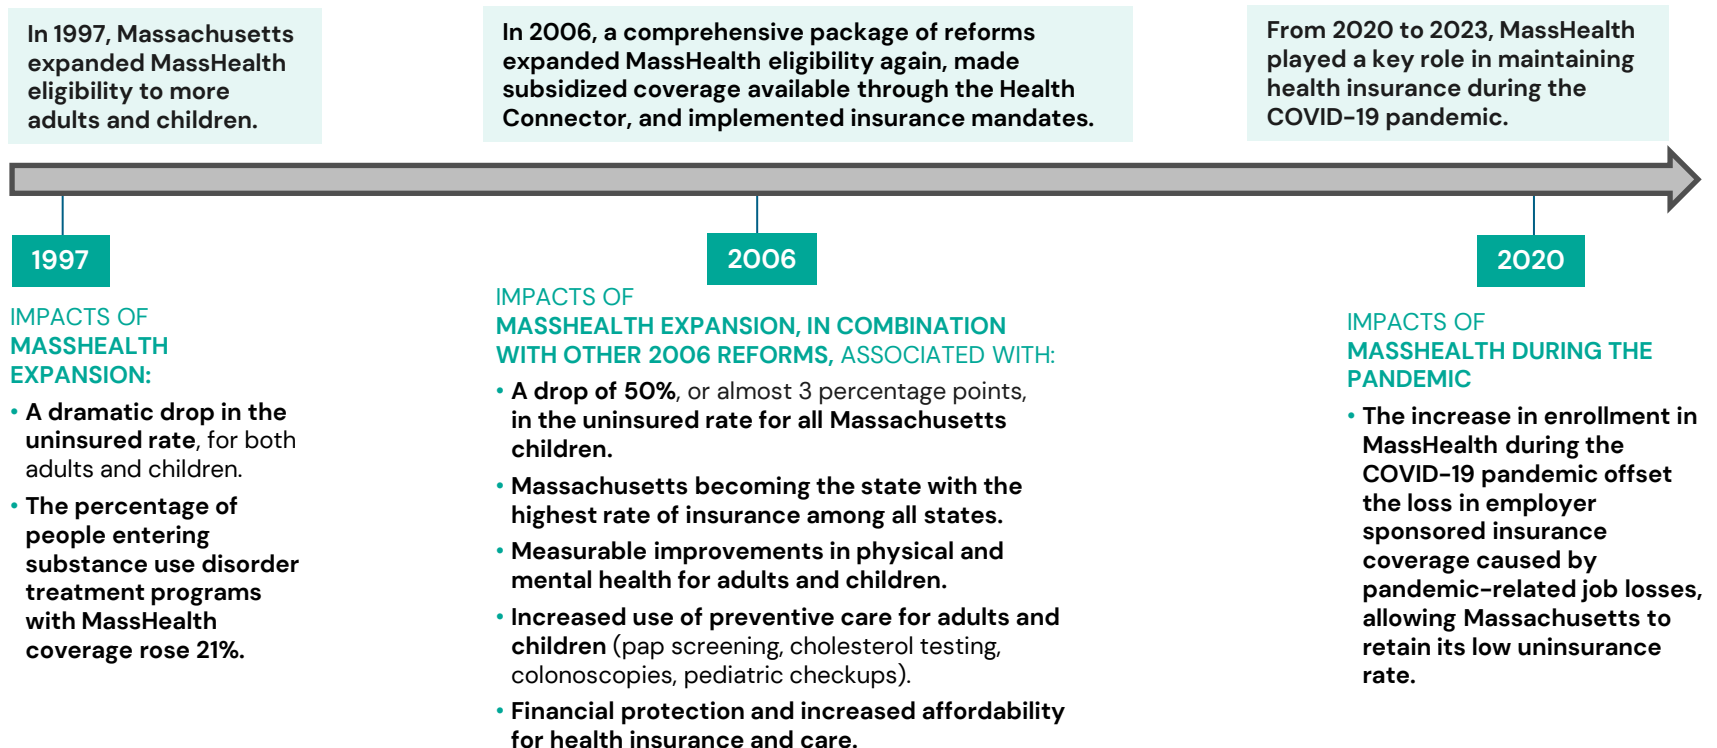 In 1997, Massachusetts
expanded MassHealth
eligibility to more
adults and children.
In 2006, a comprehensive package of reforms
expanded MassHealth eligibility again, made
subsidized coverage available through the Health
Connector, and implemented insurance mandates.
From 2020 to 2023, MassHealth
played a key role in maintaining
health insurance during the
COVID-19 pandemic.
1997
IMPACTS OF
MASSHEALTH
EXPANSION:
• A dramatic drop in the
uninsured rate, for both
adults and children.
• The percentage of
people entering
substance use disorder
treatment programs
with MassHealth
coverage rose 21%.
2006
IMPACTS OF
MASSHEALTH EXPANSION, IN COMBINATION
WITH OTHER 2006 REFORMS, ASSOCIATED WITH:
• A drop of 50%, or almost 3 percentage points,
in the uninsured rate for all Massachusetts
children.
• Massachusetts becoming the state with the
highest rate of insurance among all states.
• Measurable improvements in physical and
mental health for adults and children.
• Increased use of preventive care for adults and
children (pap screening, cholesterol testing,
colonoscopies, pediatric checkups).
• Financial protection and increased affordability
for health insurance and care.
2020
IMPACTS OF
MASSHEALTH DURING THE
PANDEMIC
• The increase in enrollment in
MassHealth during the
COVID-19 pandemic offset
the loss in employer
sponsored insurance
coverage caused by
pandemic-related job losses,
allowing Massachusetts to
retain its low uninsurance
rate.